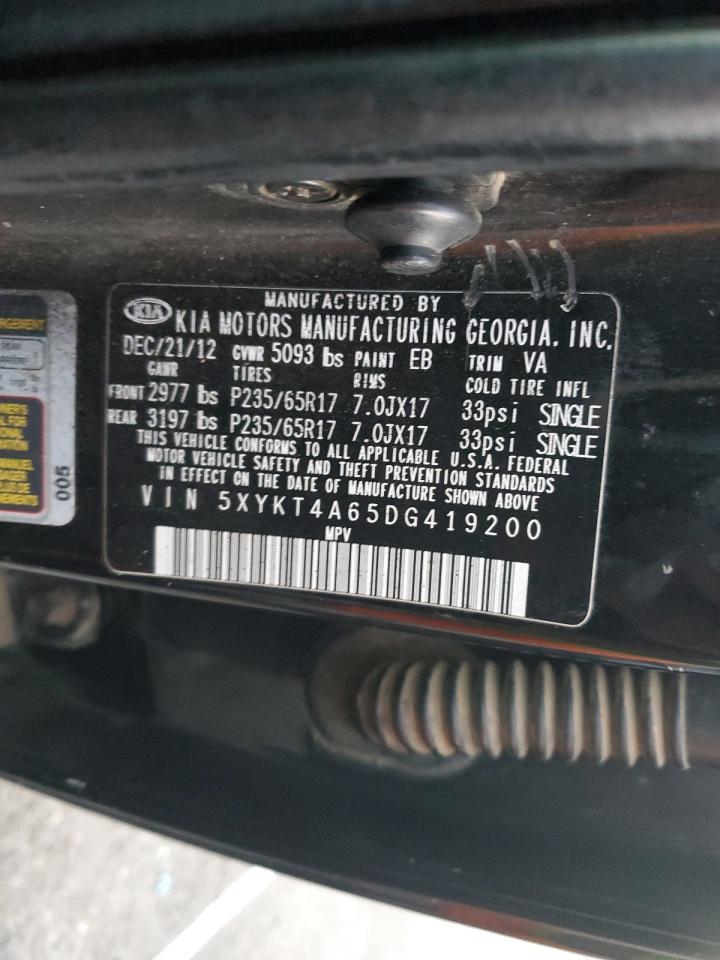 MANUFACTURED BY
KIA KIA MOTORS MANUFACTURING GEORGIA, INC.
DEC/21/12 GVWR 5093 lbs PAINT EB TRIM VA
GAWR TIRES RIMS COLD TIRE INFL
FRONT 2977 lbs P235/65R17 7.0JX17 33psi SINGLE
REAR 3197 lbs P235/65R17 7.0JX17 33psi SINGLE
THIS VEHICLE CONFORMS TO ALL APPLICABLE U.S.A. FEDERAL
MOTOR VEHICLE SAFETY AND THEFT PREVENTION STANDARDS
IN EFFECT ON THE DATE OF MANUFACTURE SHOWN ABOVE
VIN 5XYKT4A65DG419200
MPV
005